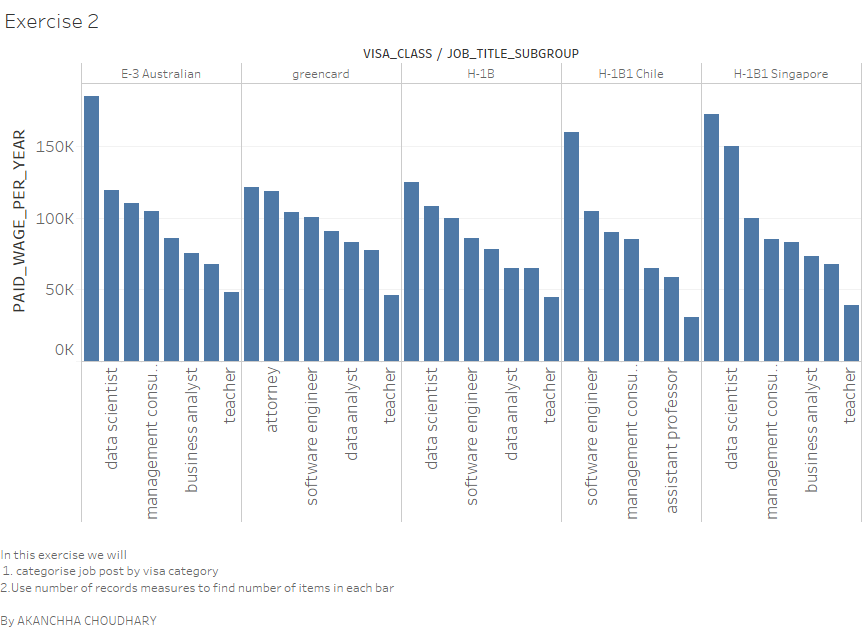 Exercise 2
VISA_CLASS / JOB_TITLE_SUBGROUP
E-3 Australian
greencard
H-1B
H-1B1 Chile
H-1B1 Singapore
PAID_WAGE_PER_YEAR
150K
100K
50K
0K
data scientist
management consu..
business analyst
teacher
attorney
software engineer
data analyst
teacher
data scientist
software engineer
data analyst
teacher
software engineer
management consu..
assistant professor
data scientist
management consu..
business analyst
teacher
In this exercise we will
1. categorise job post by visa category
2.Use number of records measures to find number of items in each bar
By AKANCHHA CHOUDHARY